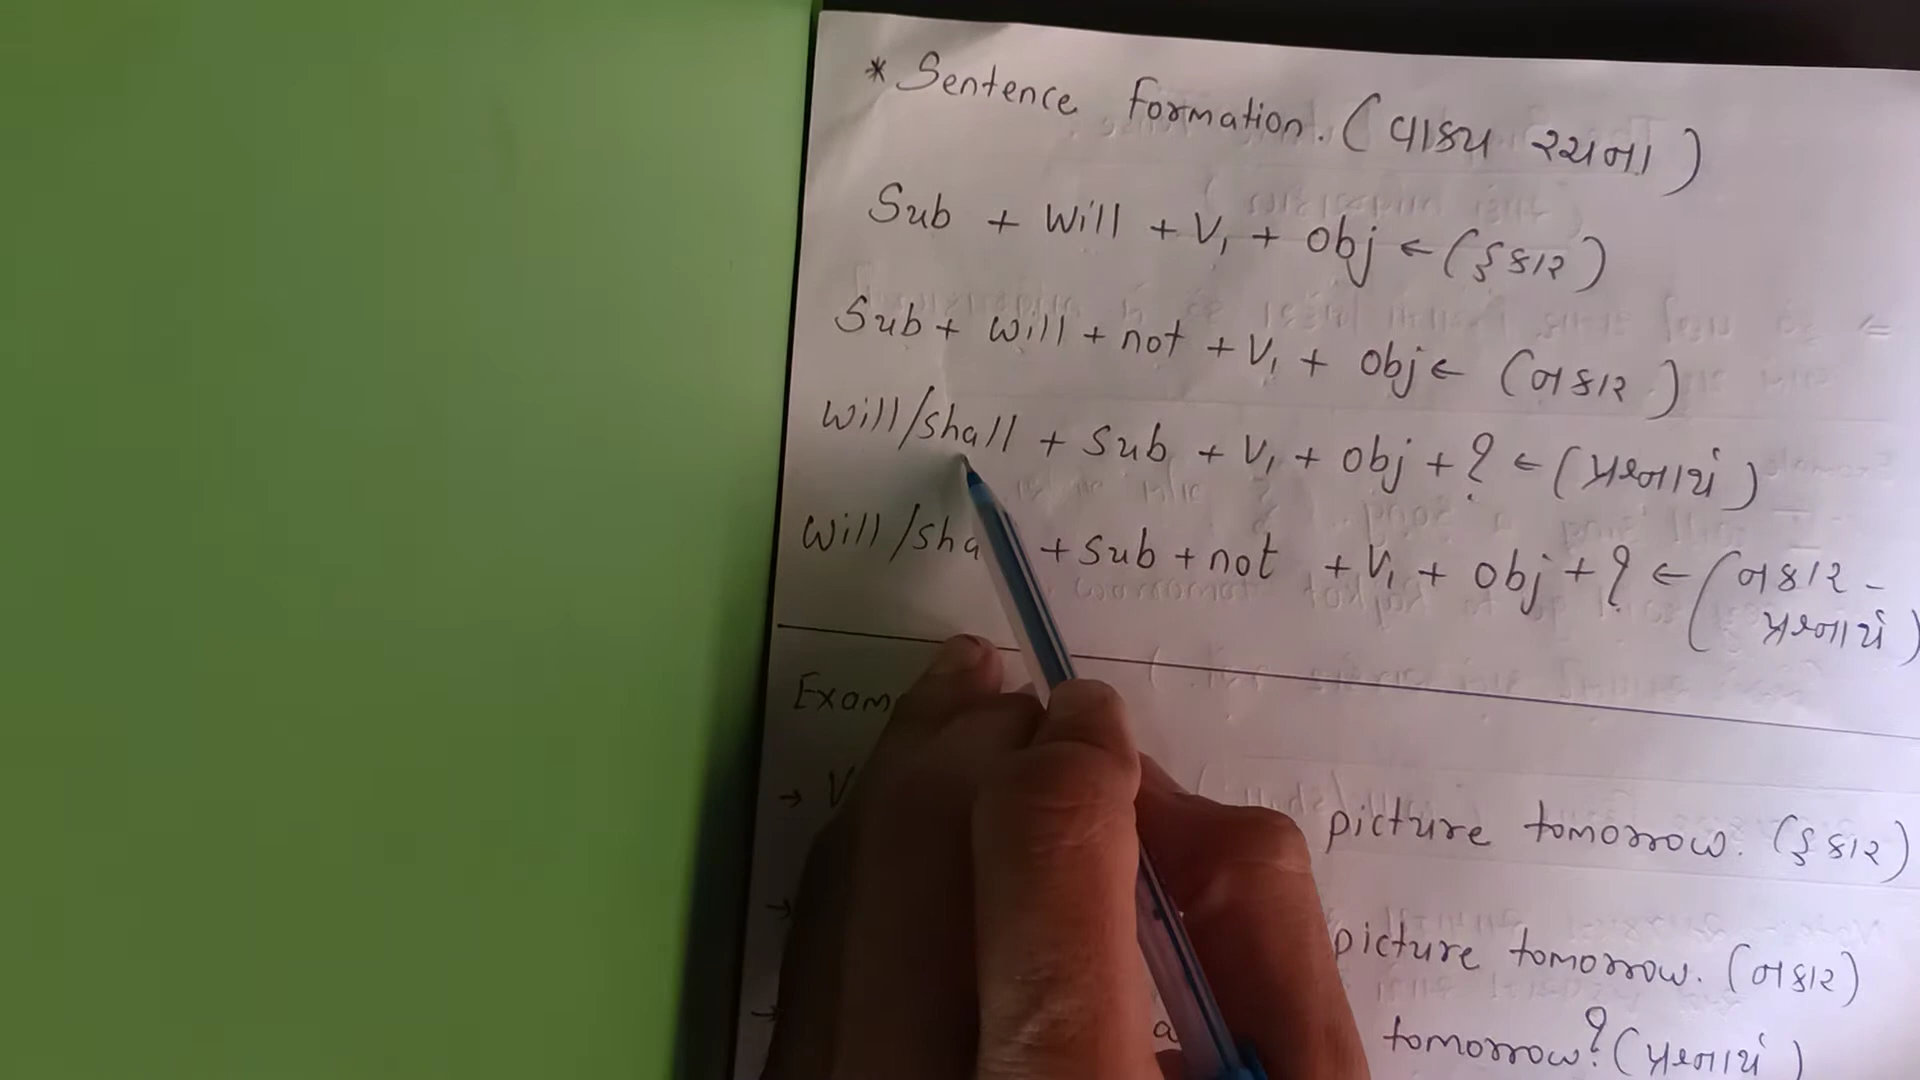 * Sentence formation. (વાક્ય રચના)
Sub + Will + V₁ + Obj ← (હકાર)
Sub + will + not + V₁ + Obj ← (નકાર)
will/shall + Sub + V₁ + Obj + ? ← (પ્રશ્નાર્થ)
will/sha + Sub + not + V₁ + Obj + ? ← (નકાર -
પ્રશ્નાર્થ)
Exam
→ picture tomorrow. (હકાર)
→ picture tomorrow. (નકાર)
→ a tomorrow? (પ્રશ્નાર્થ)